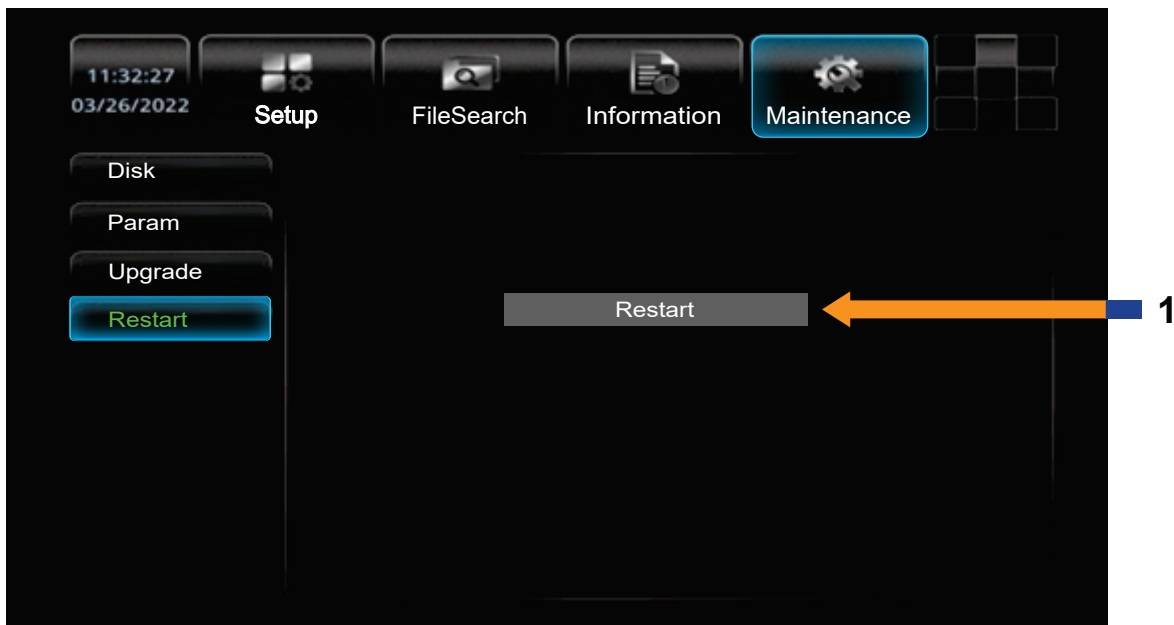 11:32:27
03/26/2022
Setup
FileSearch
Information
Maintenance
Disk
Param
Upgrade
Restart
Restart
1